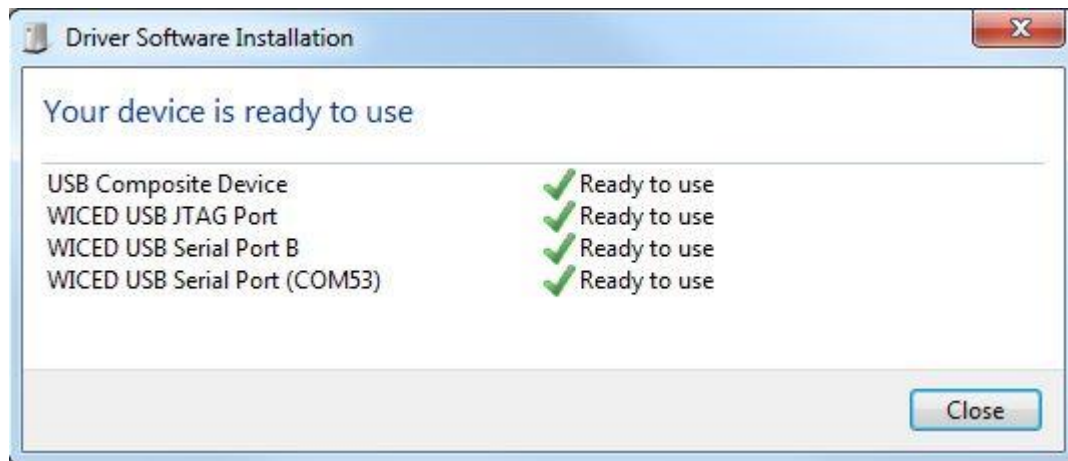 Driver Software Installation
Your device is ready to use
USB Composite Device Ready to use
WICED USB JTAG Port Ready to use
WICED USB Serial Port B Ready to use
WICED USB Serial Port (COM53) Ready to use
Close